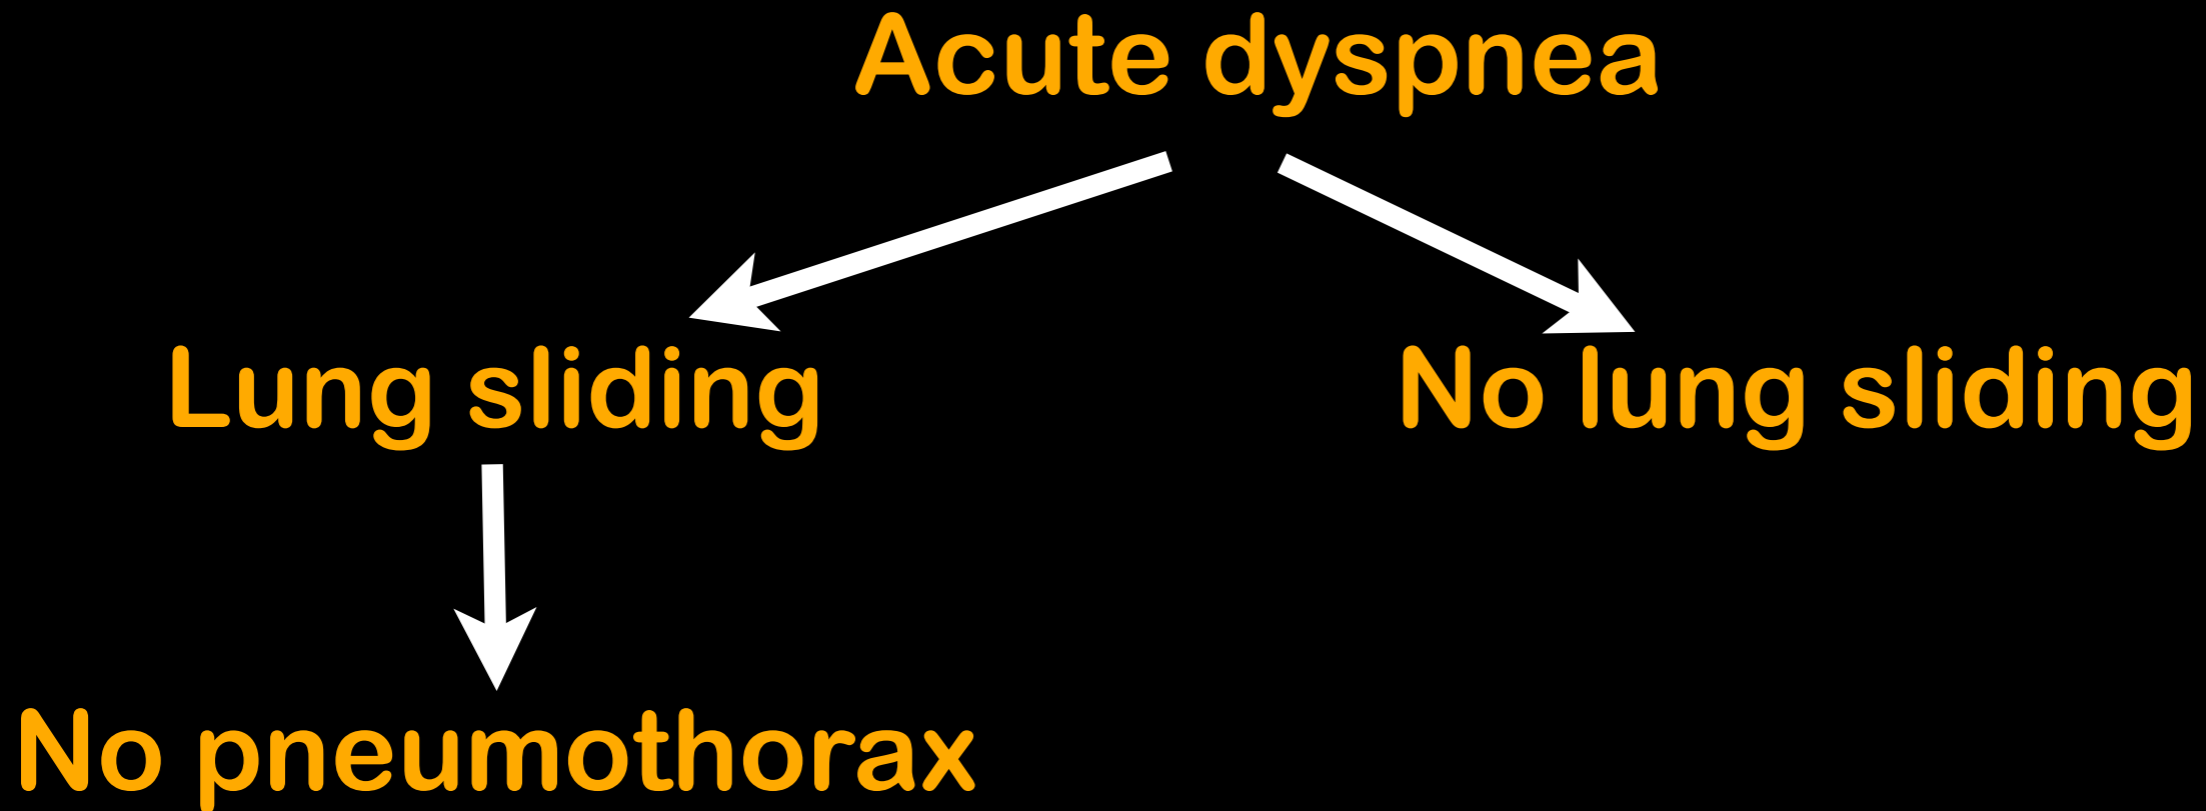 Acute dyspnea
Lung sliding
No lung sliding
No pneumothorax